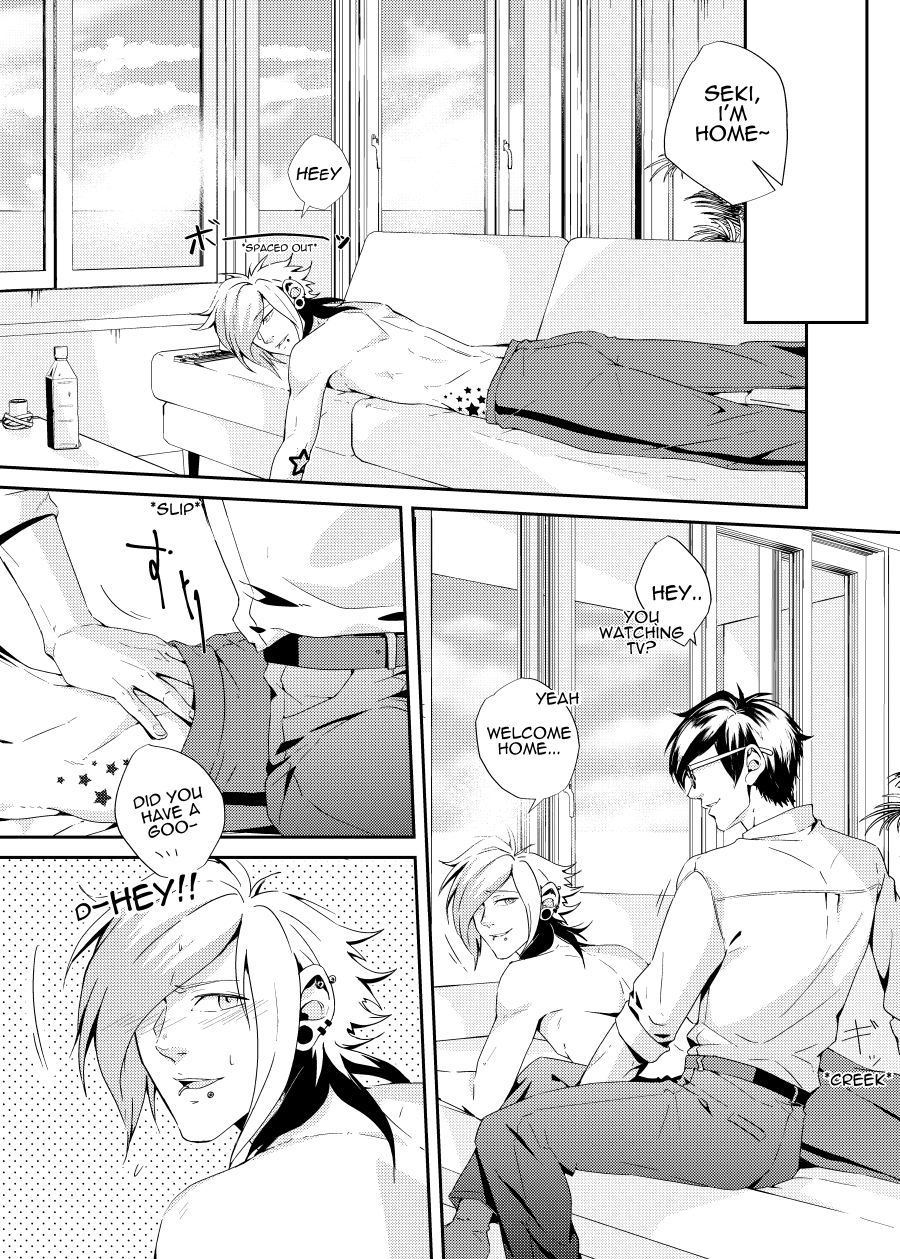 SEKI,
I'M
HOME~
HEEY
ボーッ
*SPACED OUT*
HEY..
YOU
WATCHING
TV?
YEAH
WELCOME
HOME...
*CREEK*
*SLIP*
DID YOU
HAVE A
GOO-
D-HEY!!